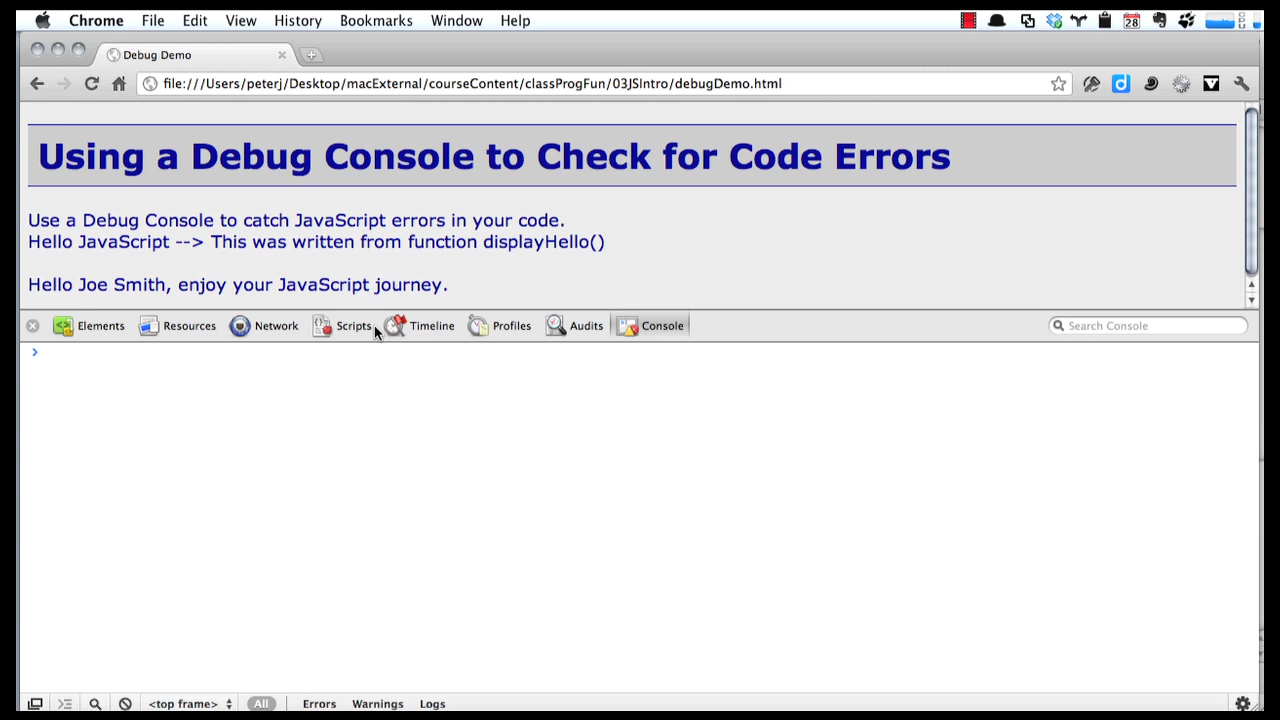 Chrome File Edit View History Bookmarks Window Help
28
Debug Demo
file:///Users/peterj/Desktop/macExternal/courseContent/classProgFun/03JSIntro/debugDemo.html
Using a Debug Console to Check for Code Errors
Use a Debug Console to catch JavaScript errors in your code.
Hello JavaScript --> This was written from function displayHello()
Hello Joe Smith, enjoy your JavaScript journey.
Elements Resources Network Scripts Timeline Profiles Audits Console Search Console
<top frame> All Errors Warnings Logs